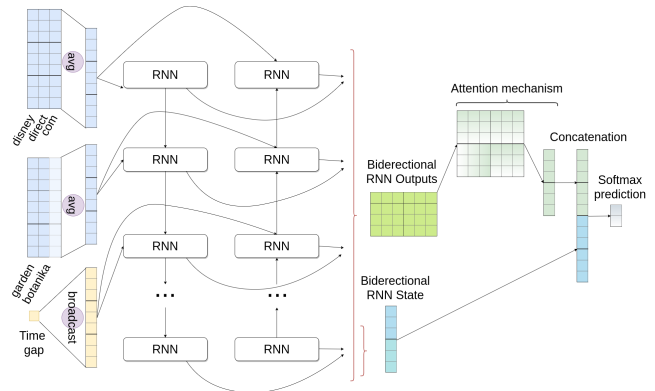 avg
disney
direct
com
RNN
RNN
avg
garden
botanika
RNN
RNN
broadcast
Time
gap
RNN
RNN
...
...
RNN
RNN
Biderectional
RNN Outputs
Attention mechanism
Concatenation
Softmax
prediction
Biderectional
RNN State